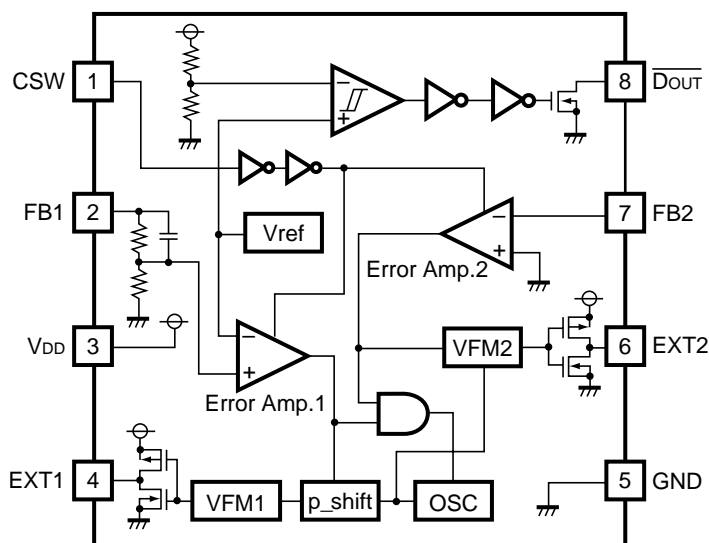 CSW 1
8 DOUT
FB1 2
7 FB2
Vref
− +
− +
− +
Error Amp.2
VDD 3
VFM2
6 EXT2
Error Amp.1
EXT1 4
VFM1
p_shift
OSC
5 GND